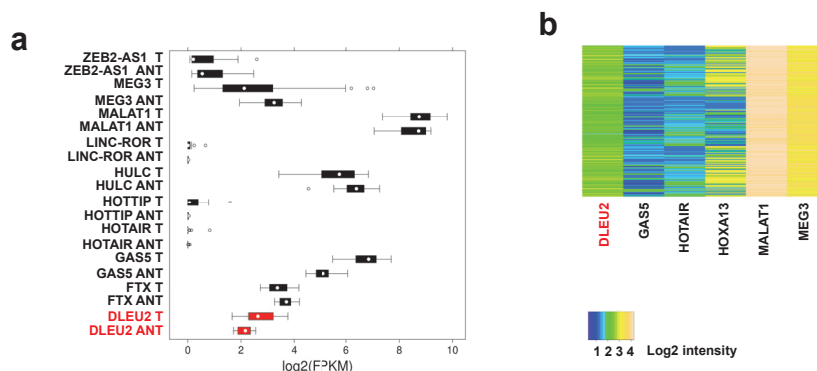 a
b
ZEB2-AS1 T
ZEB2-AS1 ANT
MEG3 T
MEG3 ANT
MALAT1 T
MALAT1 ANT
LINC-ROR T
LINC-ROR ANT
HULC T
HULC ANT
HOTTIP T
HOTTIP ANT
HOTAIR T
HOTAIR ANT
GAS5 T
GAS5 ANT
FTX T
FTX ANT
DLEU2 T
DLEU2 ANT
0 2 4 6 8 10
log2(FPKM)
DLEU2
GAS5
HOTAIR
HOXA13
MALAT1
MEG3
1 2 3 4 Log2 intensity